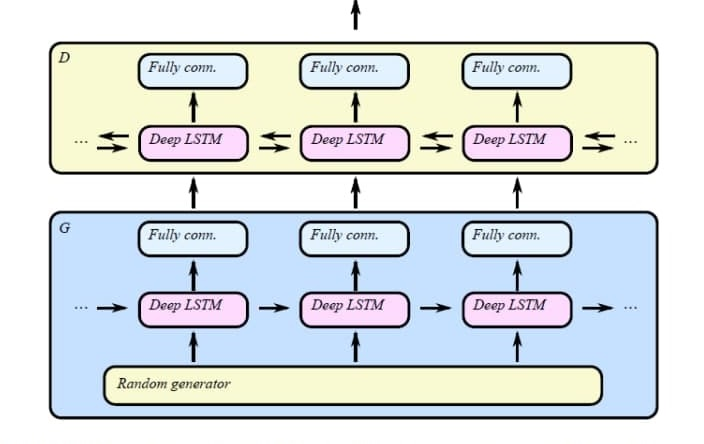 D
Fully conn. Fully conn. Fully conn.
... Deep LSTM Deep LSTM Deep LSTM ...
G
Fully conn. Fully conn. Fully conn.
... Deep LSTM Deep LSTM Deep LSTM ...
Random generator